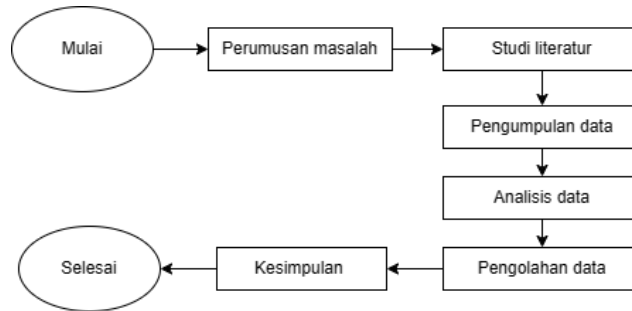 Mulai
Perumusan masalah
Studi literatur
Pengumpulan data
Analisis data
Pengolahan data
Kesimpulan
Selesai